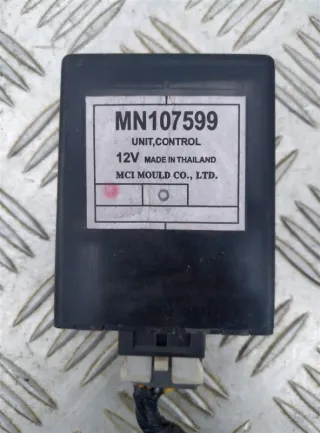 MN107599
UNIT,CONTROL
12V MADE IN THAILAND
MCI MOULD CO., LTD.